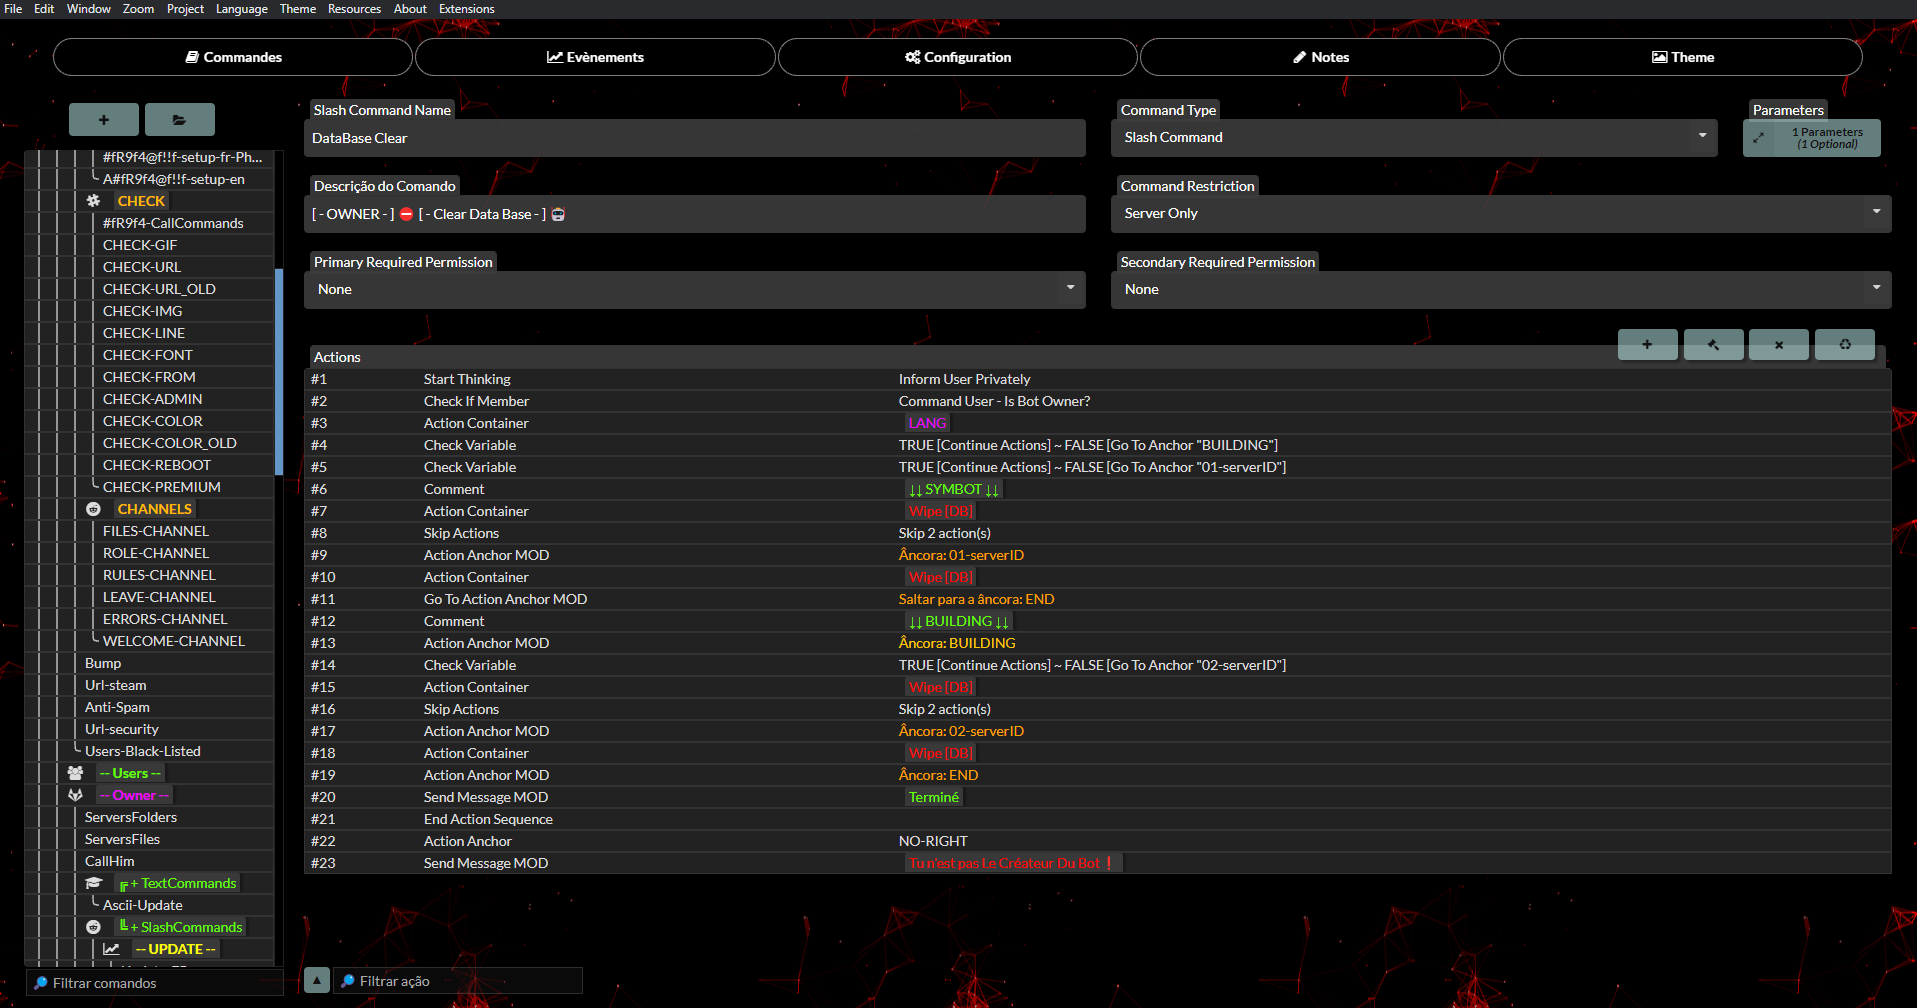 File Edit Window Zoom Project Language Theme Resources About Extensions
Commandes Evènements Configuration Notes Theme
Slash Command Name
DataBase Clear
Command Type
Slash Command
Parameters
1 Parameters
(1 Optional)
Descrição do Comando
[ - OWNER - ] ⛔ [ - Clear Data Base - ] 🤖
Command Restriction
Server Only
Primary Required Permission
None
Secondary Required Permission
None
#fR9f4@f!!f-setup-fr-Ph...
A#fR9f4@f!!f-setup-en
CHECK
#fR9f4-CallCommands
CHECK-GIF
CHECK-URL
CHECK-URL_OLD
CHECK-IMG
CHECK-LINE
CHECK-FONT
CHECK-FROM
CHECK-ADMIN
CHECK-COLOR
CHECK-COLOR_OLD
CHECK-REBOOT
CHECK-PREMIUM
CHANNELS
FILES-CHANNEL
ROLE-CHANNEL
RULES-CHANNEL
LEAVE-CHANNEL
ERRORS-CHANNEL
WELCOME-CHANNEL
Bump
Url-steam
Anti-Spam
Url-security
Users-Black-Listed
-- Users --
-- Owner --
ServersFolders
ServersFiles
CallHim
╔+ TextCommands
Ascii-Update
╚+ SlashCommands
-- UPDATE --
🔎 Filtrar comandos
Actions
#1 Start Thinking Inform User Privately
#2 Check If Member Command User - Is Bot Owner?
#3 Action Container LANG
#4 Check Variable TRUE [Continue Actions] ~ FALSE [Go To Anchor "BUILDING"]
#5 Check Variable TRUE [Continue Actions] ~ FALSE [Go To Anchor "01-serverID"]
#6 Comment ↓↓ SYMBOT ↓↓
#7 Action Container Wipe [DB]
#8 Skip Actions Skip 2 action(s)
#9 Action Anchor MOD Âncora: 01-serverID
#10 Action Container Wipe [DB]
#11 Go To Action Anchor MOD Saltar para a âncora: END
#12 Comment ↓↓ BUILDING ↓↓
#13 Action Anchor MOD Âncora: BUILDING
#14 Check Variable TRUE [Continue Actions] ~ FALSE [Go To Anchor "02-serverID"]
#15 Action Container Wipe [DB]
#16 Skip Actions Skip 2 action(s)
#17 Action Anchor MOD Âncora: 02-serverID
#18 Action Container Wipe [DB]
#19 Action Anchor MOD Âncora: END
#20 Send Message MOD Terminé
#21 End Action Sequence
#22 Action Anchor NO-RIGHT
#23 Send Message MOD Tu n'est pas Le Créateur Du Bot ❗
🔎 Filtrar ação